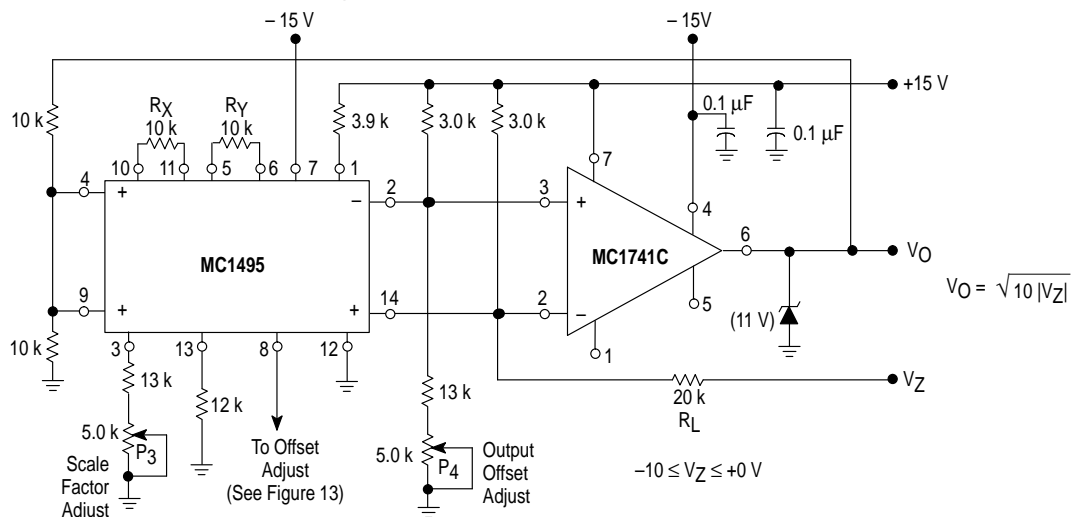 – 15 V
–15V
+15 V
10 k
RX
10 k
RY
10 k
3.9 k
3.0 k
3.0 k
0.1 µF
0.1 µF
10
11
5
6
7
1
4
+
–
2
3
+
7
4
MC1495
MC1741C
6
VO
VO = √10 |VZ|
9
+
+
14
2
–
5
(11 V)
1
10 k
3
13
8
12
VZ
20 k
RL
13 k
12 k
13 k
5.0 k
P3
Scale
Factor
Adjust
To Offset
Adjust
(See Figure 13)
5.0 k
P4
Output
Offset
Adjust
–10 ≤ VZ ≤ +0 V